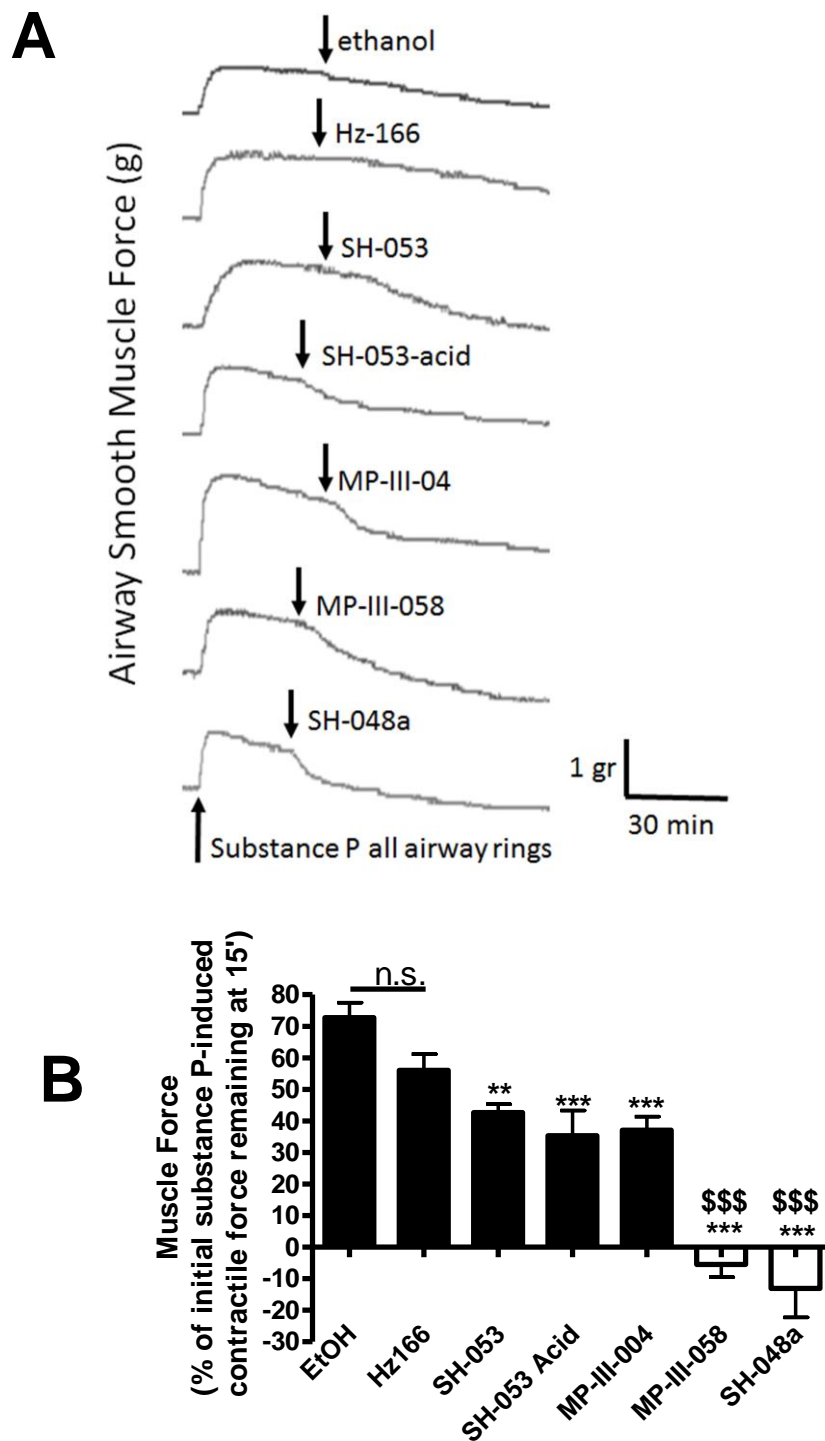 A
ethanol
Hz-166
SH-053
SH-053-acid
MP-III-04
MP-III-058
SH-048a
Substance P all airway rings
Airway Smooth Muscle Force (g)
1 gr
30 min
B
Muscle Force
(% of initial substance P-induced
contractile force remaining at 15')
80
70
60
50
40
30
20
10
0
-10
-20
-30
n.s.
**
***
***
$$$
***
$$$
***
EtOH
Hz166
SH-053
SH-053 Acid
MP-III-004
MP-III-058
SH-048a